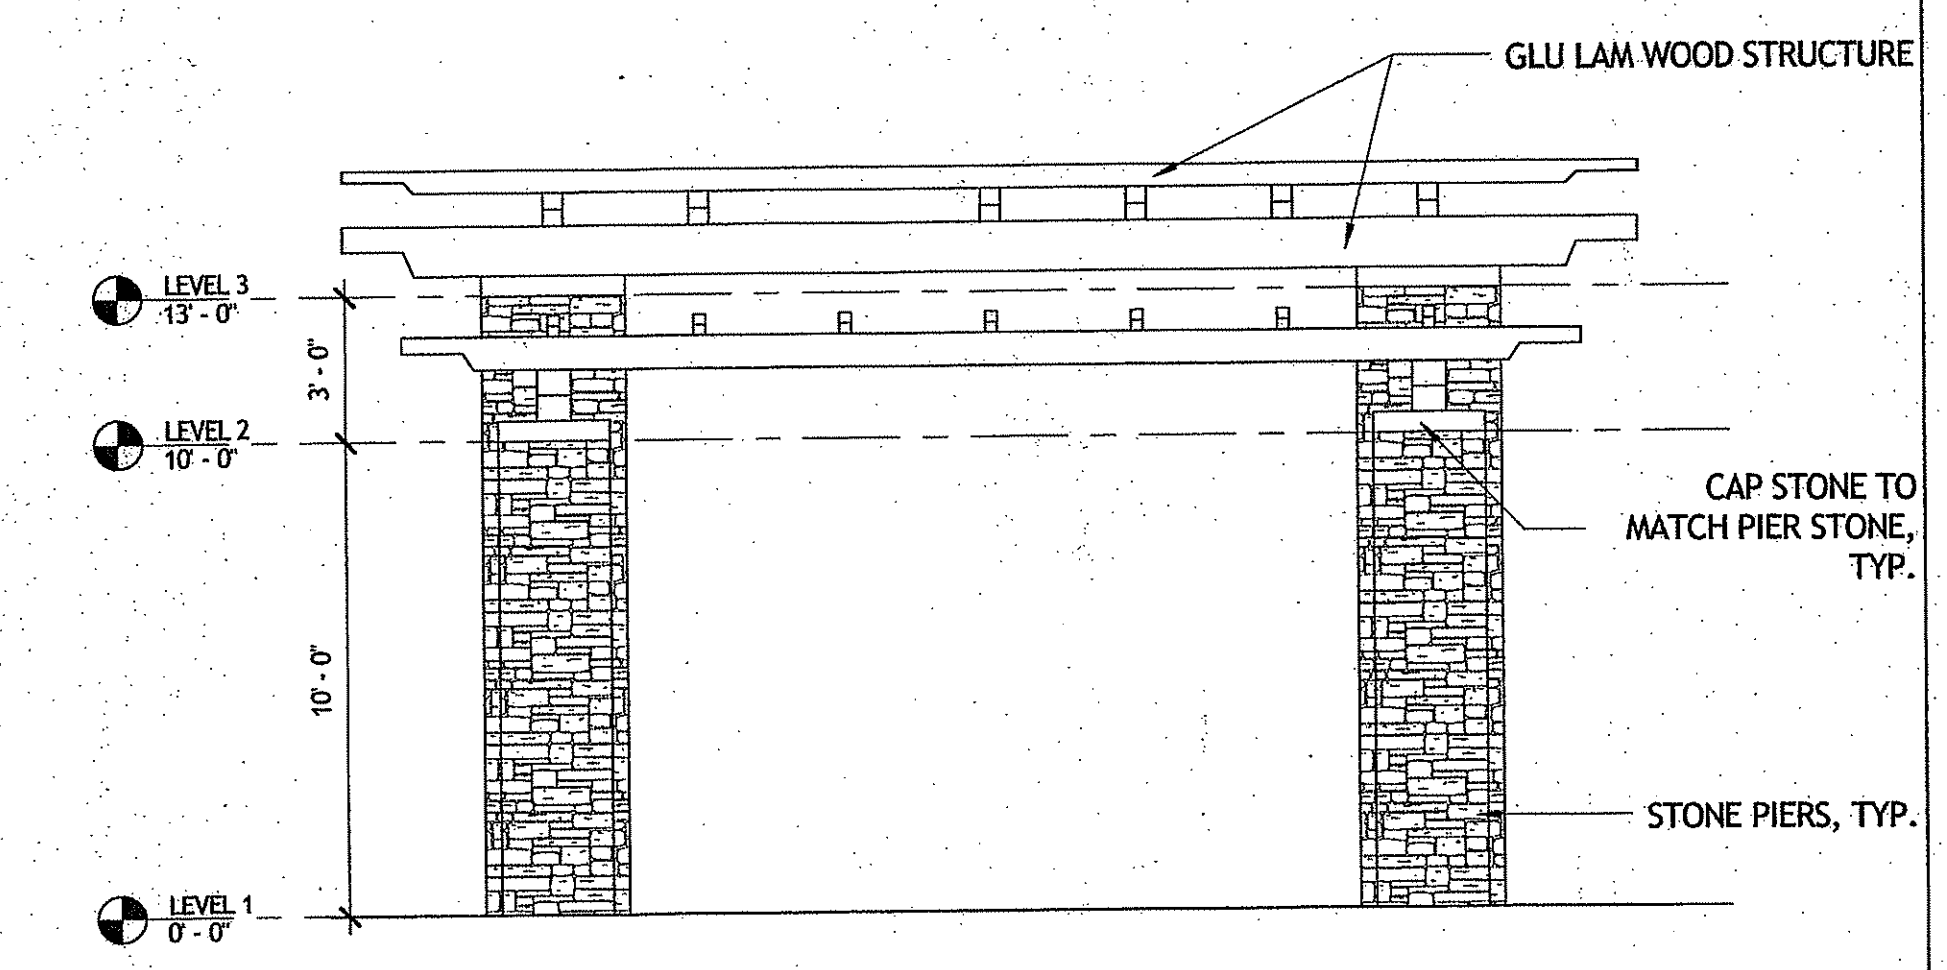 GLU LAM WOOD STRUCTURE
LEVEL 3
13' - 0"
3' - 0"
LEVEL 2
10' - 0"
CAP STONE TO
MATCH PIER STONE,
TYP.
10' - 0"
STONE PIERS, TYP.
LEVEL 1
0' - 0"